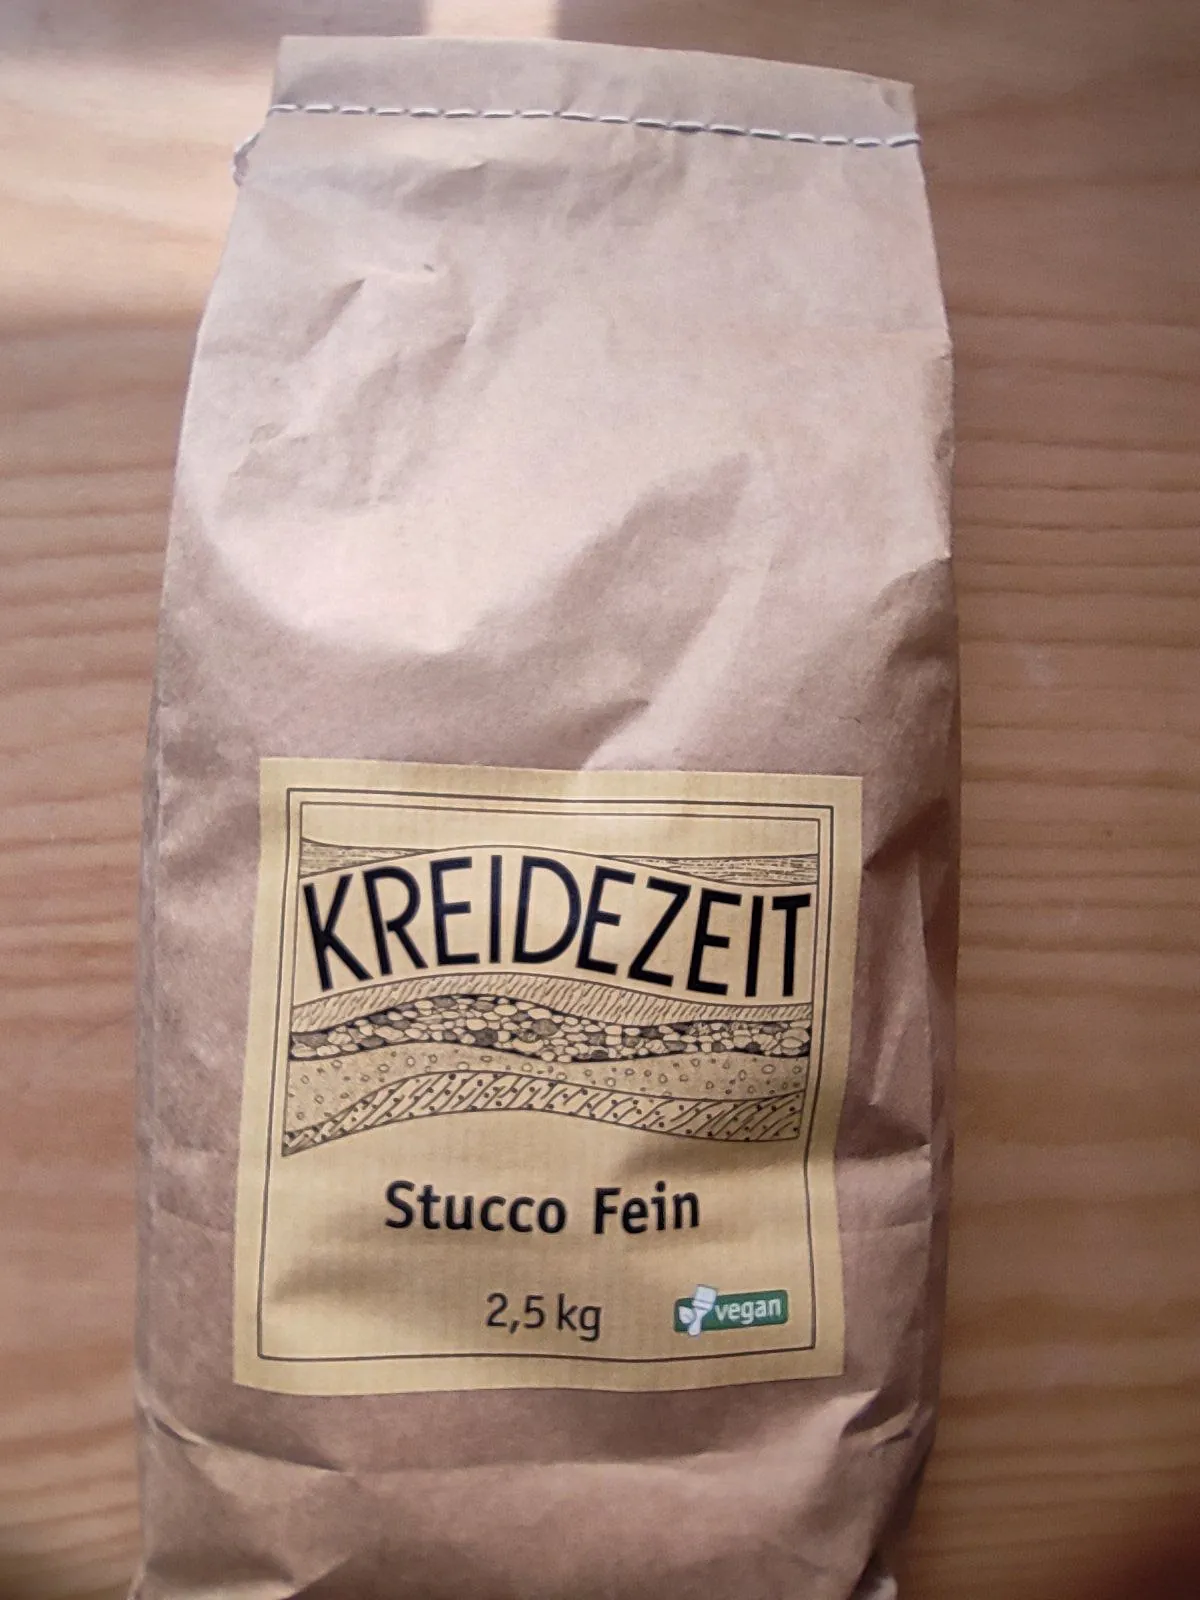 KREIDEZEIT
Stucco Fein
2,5 kg
vegan